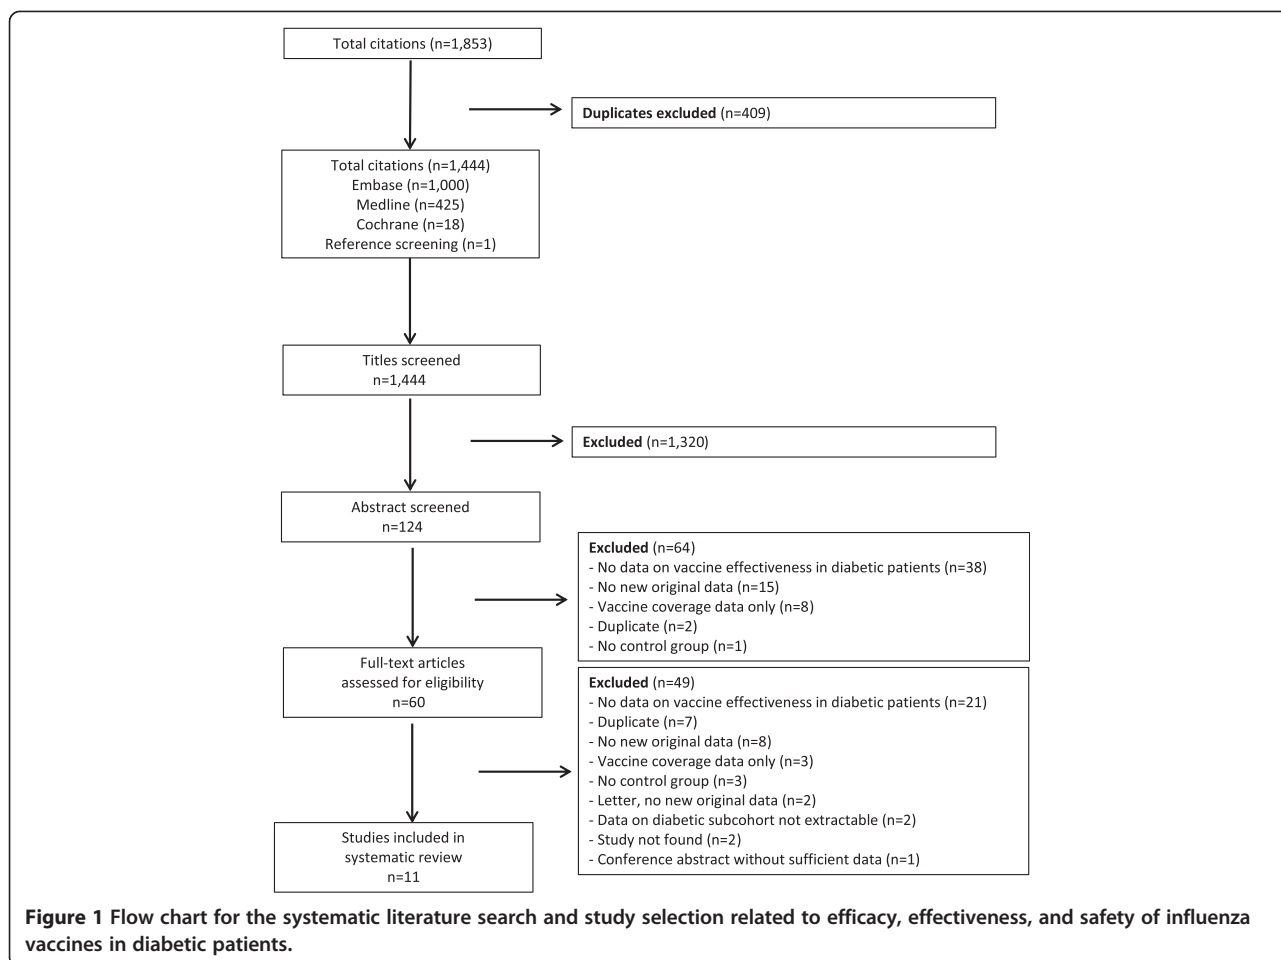 Total citations (n=1,853)
Duplicates excluded (n=409)
Total citations (n=1,444)
Embase (n=1,000)
Medline (n=425)
Cochrane (n=18)
Reference screening (n=1)
Titles screened
n=1,444
Excluded (n=1,320)
Abstract screened
n=124
Excluded (n=64)
- No data on vaccine effectiveness in diabetic patients (n=38)
- No new original data (n=15)
- Vaccine coverage data only (n=8)
- Duplicate (n=2)
- No control group (n=1)
Full-text articles
assessed for eligibility
n=60
Excluded (n=49)
- No data on vaccine effectiveness in diabetic patients (n=21)
- Duplicate (n=7)
- No new original data (n=8)
- Vaccine coverage data only (n=3)
- No control group (n=3)
- Letter, no new original data (n=2)
- Data on diabetic subcohort not extractable (n=2)
- Study not found (n=2)
- Conference abstract without sufficient data (n=1)
Studies included in
systematic review
n=11
Figure 1 Flow chart for the systematic literature search and study selection related to efficacy, effectiveness, and safety of influenza
vaccines in diabetic patients.